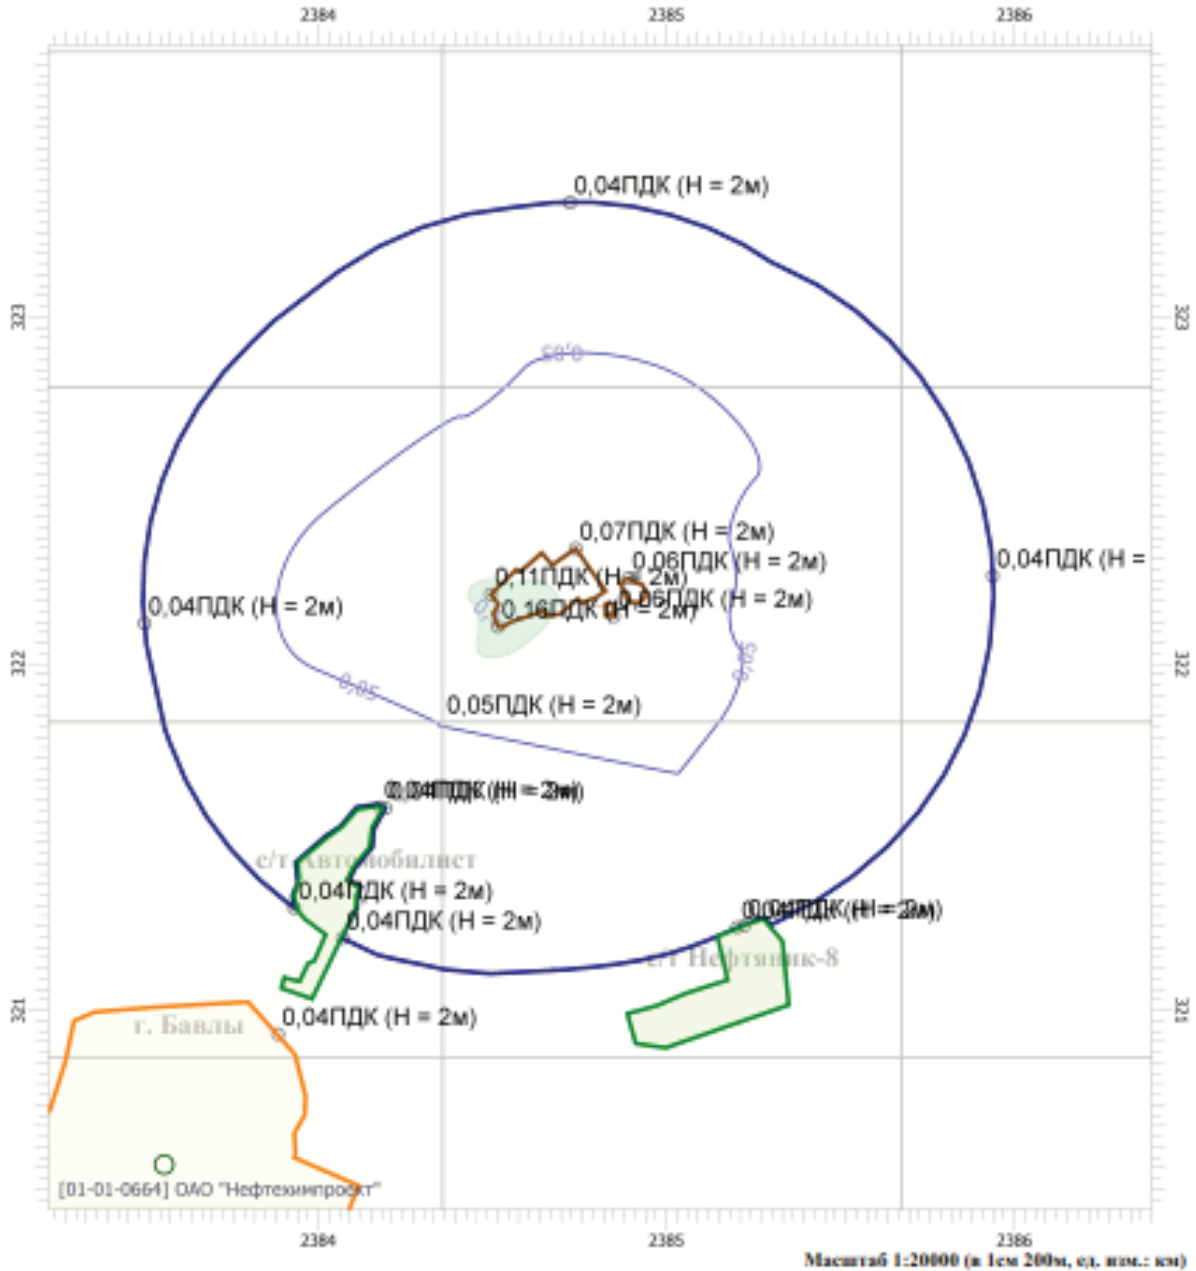 2384 2385 2386
0,04ПДК (Н = 2м)
323 323
0,05
0,07ПДК (Н = 2м)
0,06ПДК (Н = 2м)
0,04ПДК (Н =
0,11ПДК (Н = 2м)
0,06ПДК (Н = 2м)
0,04ПДК (Н = 2м)
0,16ПДК (Н = 2м)
322 322
0,05
0,05
0,05ПДК (Н = 2м)
с/т Автомобилист
0,04ПДК (Н = 2м)
0,04ПДК (Н = 2м)
с/т Нефтяник-8
321 321
0,04ПДК (Н = 2м)
г. Бавлы
[01-01-0664] ОАО "Нефтехимпроект"
2384 2385 2386
Масштаб 1:20000 (в 1см 200м, ед. изм.: км)